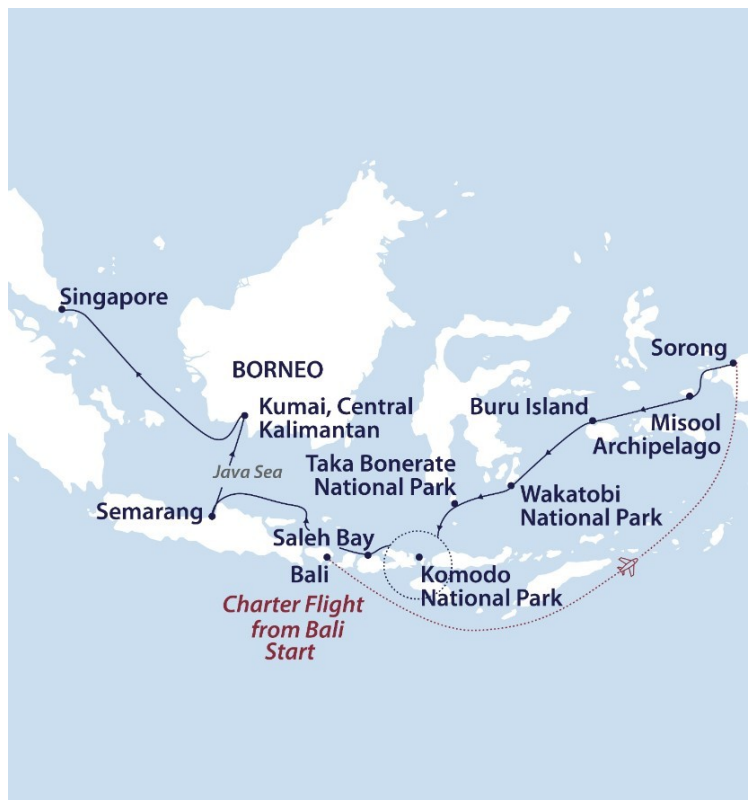 Singapore
Sorong
BORNEO
Kumai, Central
Kalimantan
Buru Island
Misool
Archipelago
Taka Bonerate
National Park
Java Sea
Wakatobi
National Park
Semarang
Saleh Bay
Bali
Komodo
National Park
Charter Flight
from Bali
Start